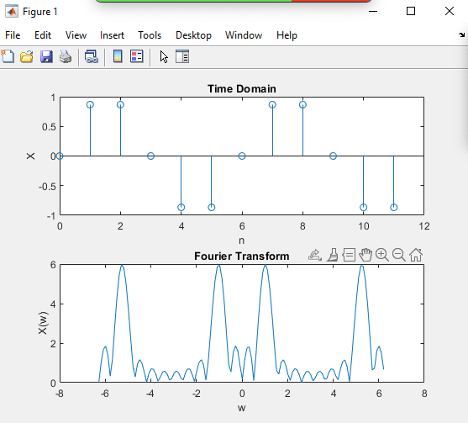 Figure 1
File Edit View Insert Tools Desktop Window Help
Time Domain
1
0.5
0
-0.5
-1
X
0 2 4 6 8 10 12
n
Fourier Transform
6
4
2
0
X(w)
-8 -6 -4 -2 0 2 4 6 8
w